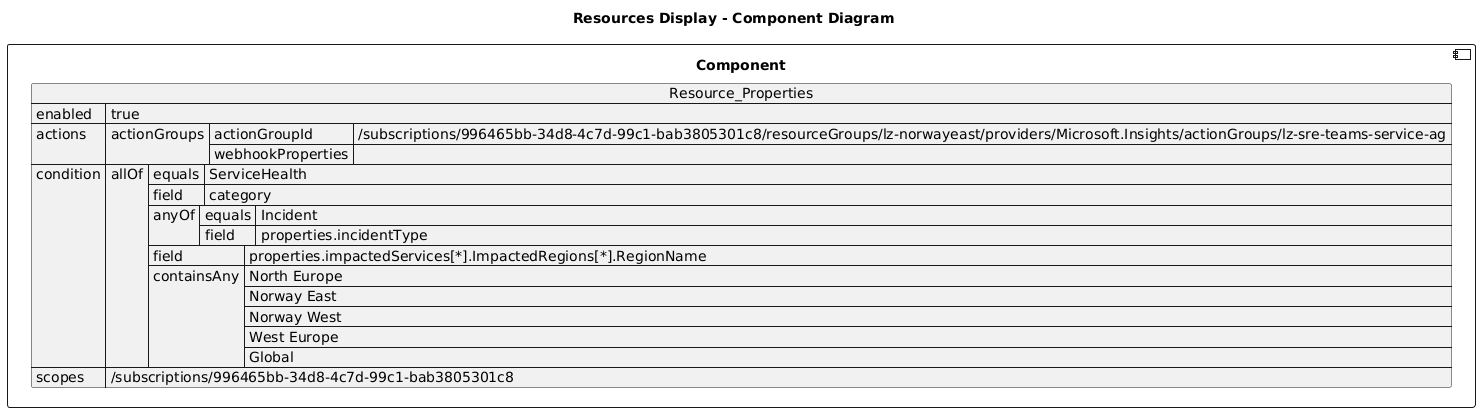 Resources Display - Component Diagram
Component
Resource_Properties
enabled true
actions actionGroups actionGroupId /subscriptions/996465bb-34d8-4c7d-99c1-bab3805301c8/resourceGroups/lz-norwayeast/providers/Microsoft.Insights/actionGroups/lz-sre-teams-service-ag
webhookProperties
condition allOf equals ServiceHealth
field category
anyOf equals Incident
field properties.incidentType
field properties.impactedServices[*].ImpactedRegions[*].RegionName
containsAny North Europe
Norway East
Norway West
West Europe
Global
scopes /subscriptions/996465bb-34d8-4c7d-99c1-bab3805301c8